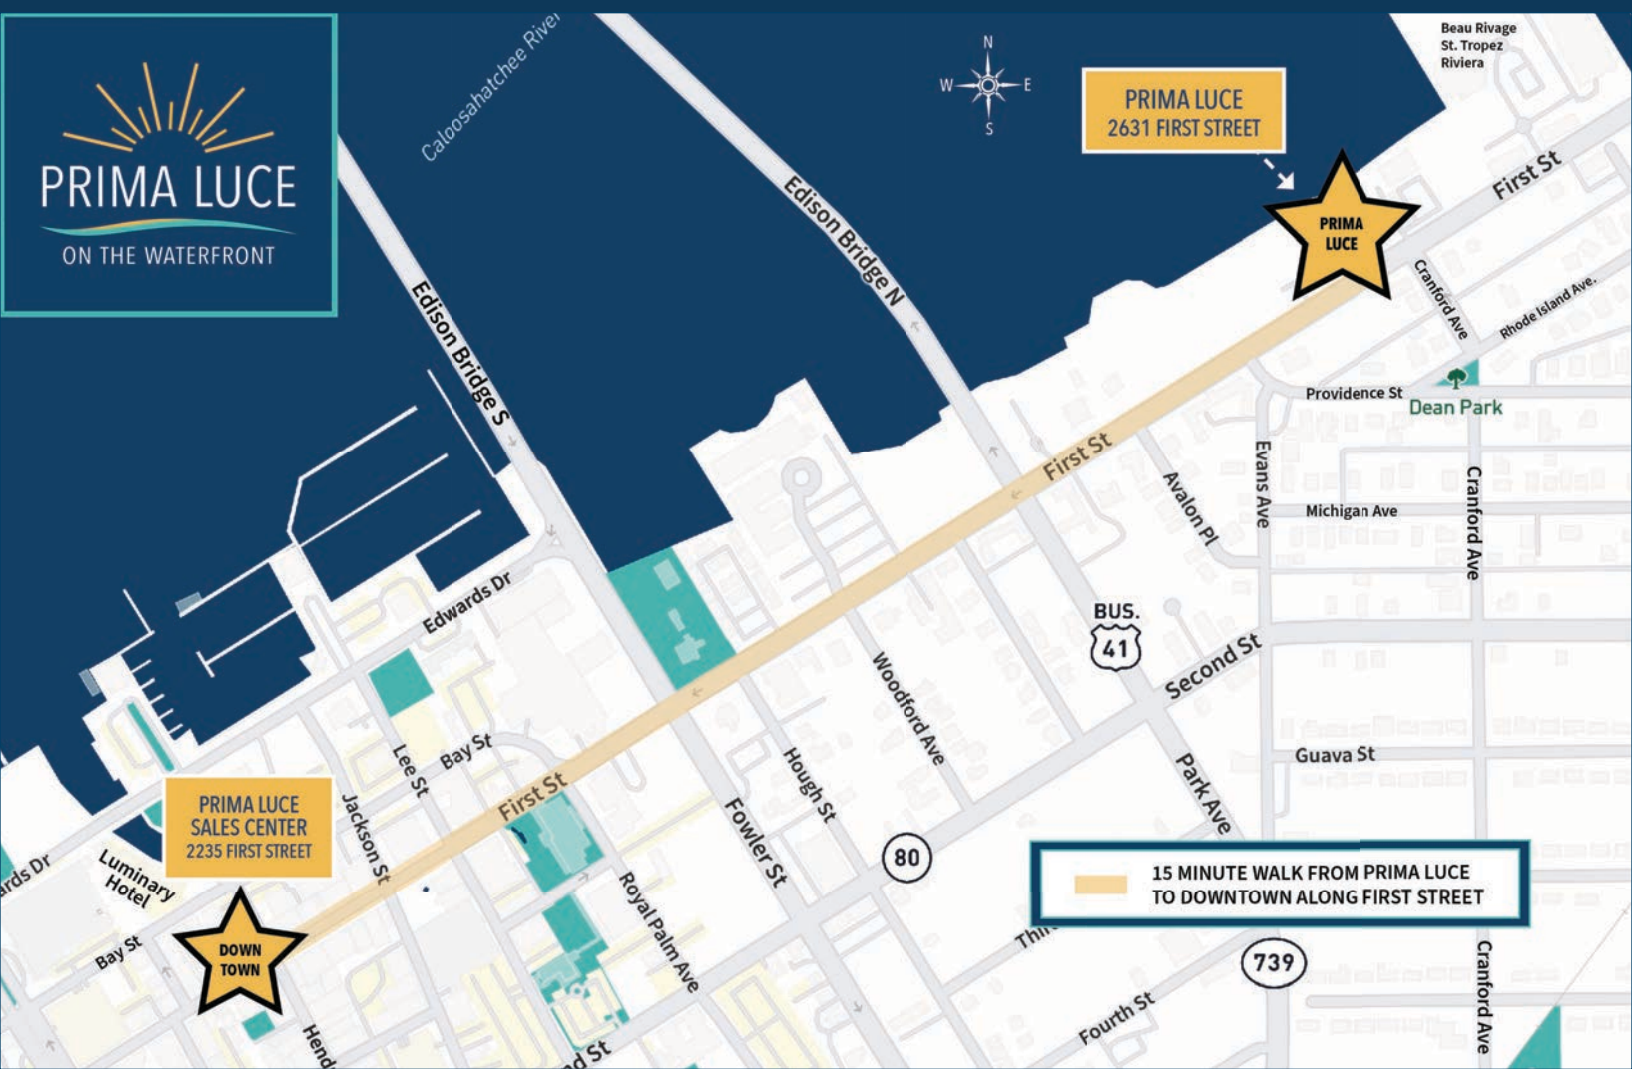 PRIMA LUCE
ON THE WATERFRONT
Caloosahatchee River
N
W
E
S
PRIMA LUCE
2631 FIRST STREET
Beau Rivage
St. Tropez
Riviera
PRIMA
LUCE
First St
Edison Bridge N
Edison Bridge S
Cranford Ave
Rhode Island Ave.
Providence St
Dean Park
First St
Evans Ave
Avalon Pl
Michigan Ave
Cranford Ave
Edwards Dr
BUS.
41
Second St
Woodford Ave
Hough St
Park Ave
Guava St
Bay St
Lee St
First St
Jackson St
Fowler St
80
PRIMA LUCE
SALES CENTER
2235 FIRST STREET
Luminary
Hotel
ards Dr
Bay St
DOWN
TOWN
Royal Palm Ave
15 MINUTE WALK FROM PRIMA LUCE
TO DOWNTOWN ALONG FIRST STREET
739
Fourth St
Cranford Ave
Hend
nd St